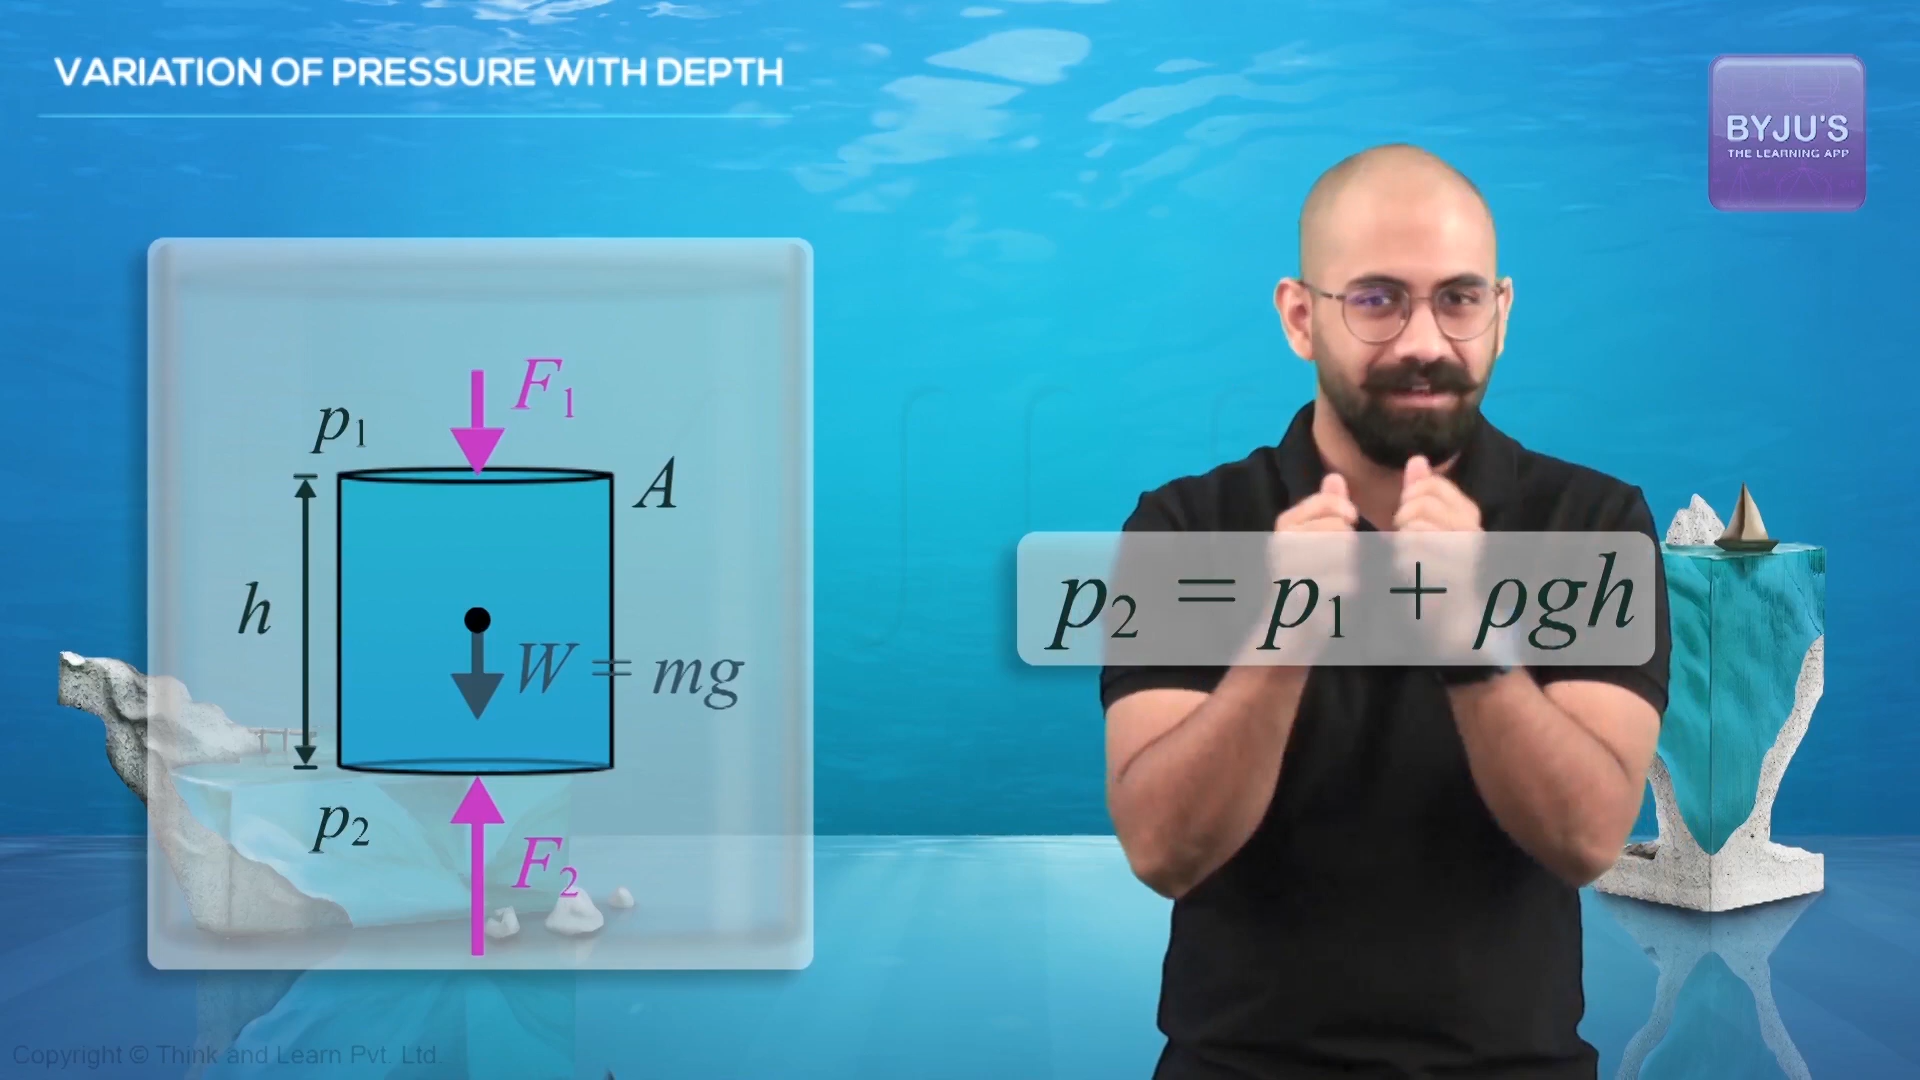 VARIATION OF PRESSURE WITH DEPTH
BYJU'S
THE LEARNING APP
F₁
p₁
A
h
W = mg
p₂ = p₁ + ρgh
p₂
F₂
Copyright © Think and Learn Pvt. Ltd.